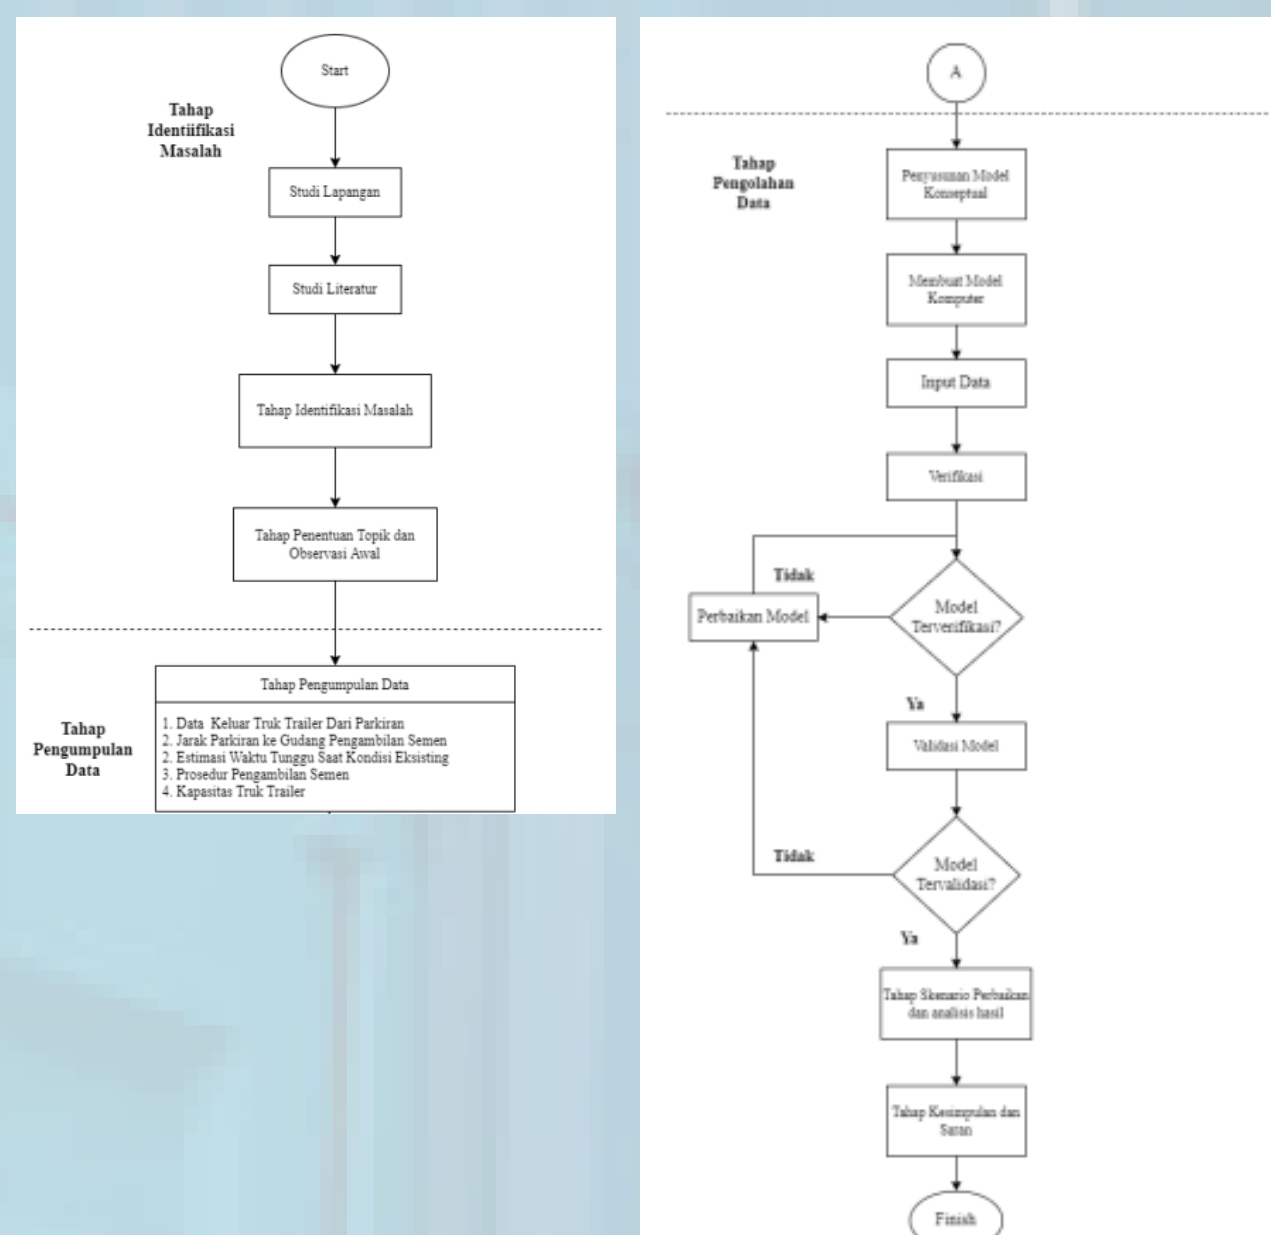 Start
Tahap
Identiifikasi
Masalah
Studi Lapangan
Studi Literatur
Tahap Identifikasi Masalah
Tahap Penentuan Topik dan
Observasi Awal
Tahap
Pengumpulan
Data
Tahap Pengumpulan Data
1. Data Keluar Truk Trailer Dari Parkiran
2. Jarak Parkiran ke Gudang Pengambilan Semen
2. Estimasi Waktu Tunggu Saat Kondisi Eksisting
3. Prosedur Pengambilan Semen
4. Kapasitas Truk Trailer
A
Tahap
Pengolahan
Data
Penyusunan Model
Konseptual
Membuat Model
Komputer
Input Data
Verifikasi
Tidak
Perbaikan Model
Model
Terverifikasi?
Ya
Validasi Model
Tidak
Model
Tervalidasi?
Ya
Tahap Skenario Perbaikan
dan analisis hasil
Tahap Kesimpulan dan
Saran
Finish